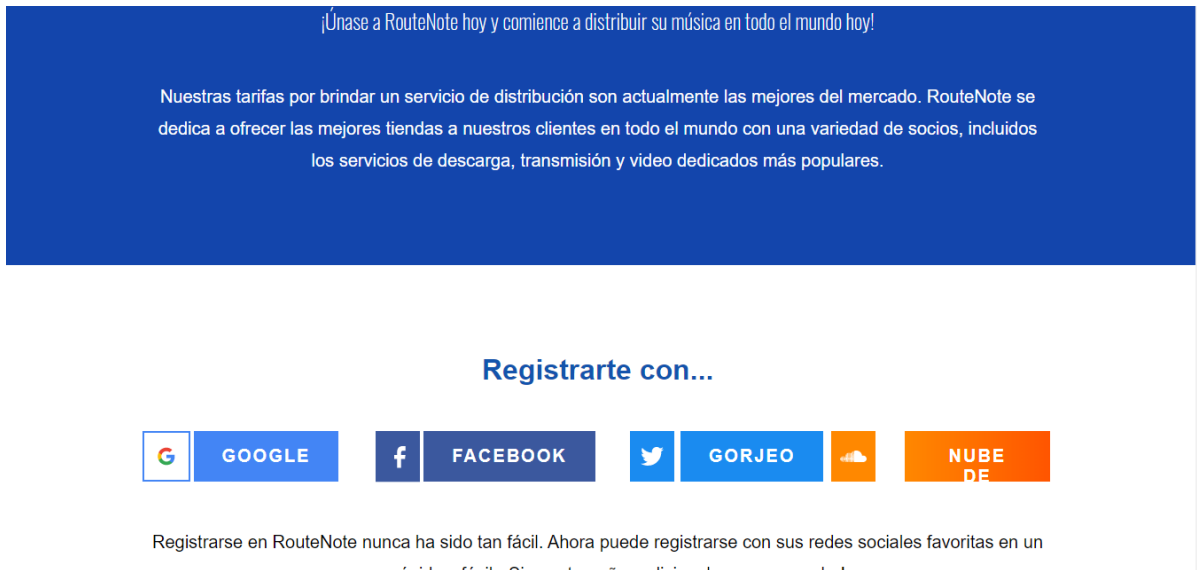 ¡Únase a RouteNote hoy y comience a distribuir su música en todo el mundo hoy!
Nuestras tarifas por brindar un servicio de distribución son actualmente las mejores del mercado. RouteNote se
dedica a ofrecer las mejores tiendas a nuestros clientes en todo el mundo con una variedad de socios, incluidos
los servicios de descarga, transmisión y video dedicados más populares.
Registrarte con...
GOOGLE
FACEBOOK
GORJEO
NUBE
DE
Registrarse en RouteNote nunca ha sido tan fácil. Ahora puede registrarse con sus redes sociales favoritas en un